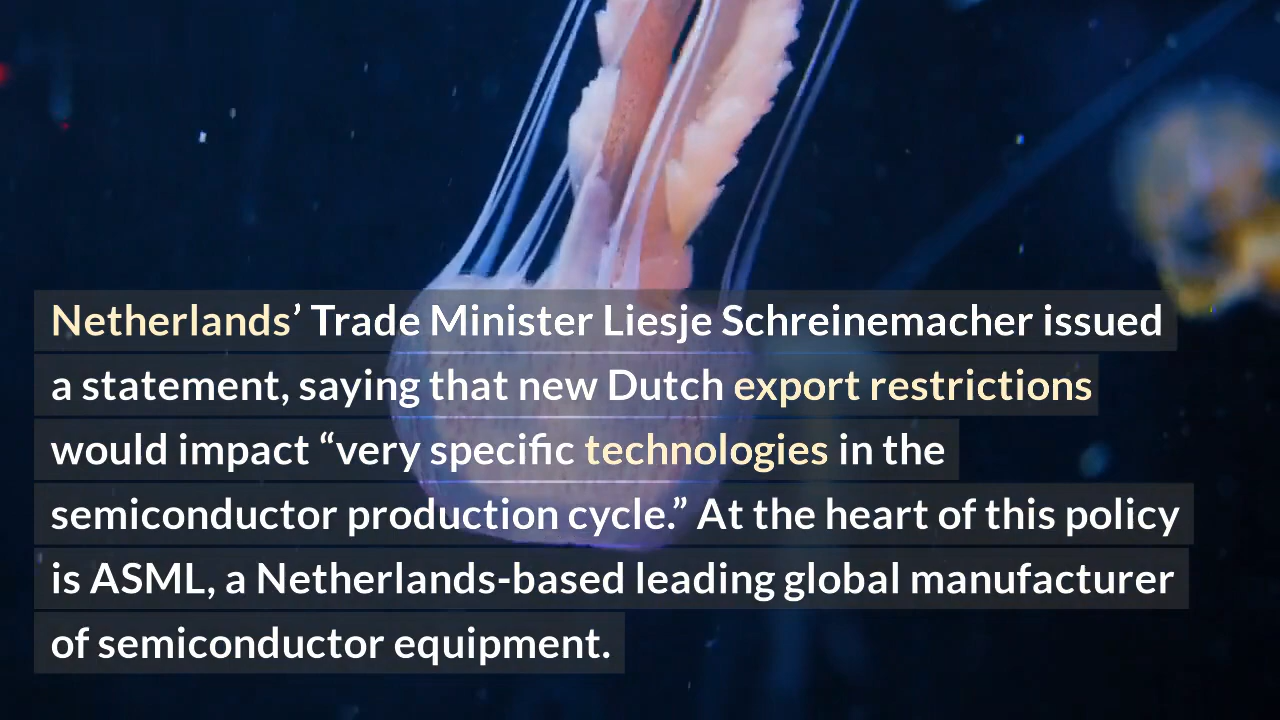 Netherlands’ Trade Minister Liesje Schreinemacher issued
a statement, saying that new Dutch export restrictions
would impact “very specific technologies in the
semiconductor production cycle.” At the heart of this policy
is ASML, a Netherlands-based leading global manufacturer
of semiconductor equipment.